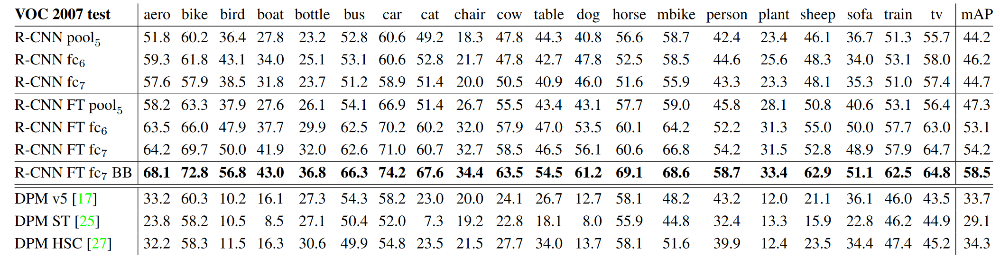 VOC 2007 test aero bike bird boat bottle bus car cat chair cow table dog horse mbike person plant sheep sofa train tv mAP
R-CNN pool₅ 51.8 60.2 36.4 27.8 23.2 52.8 60.6 49.2 18.3 47.8 44.3 40.8 56.6 58.7 42.4 23.4 46.1 36.7 51.3 55.7 44.2
R-CNN fc₆ 59.3 61.8 43.1 34.0 25.1 53.1 60.6 52.8 21.7 47.8 42.7 47.8 52.5 58.5 44.6 25.6 48.3 34.0 53.1 58.0 46.2
R-CNN fc₇ 57.6 57.9 38.5 31.8 23.7 51.2 58.9 51.4 20.0 50.5 40.9 46.0 51.6 55.9 43.3 23.3 48.1 35.3 51.0 57.4 44.7
R-CNN FT pool₅ 58.2 63.3 37.9 27.6 26.1 54.1 66.9 51.4 26.7 55.5 43.4 43.1 57.7 59.0 45.8 28.1 50.8 40.6 53.1 56.4 47.3
R-CNN FT fc₆ 63.5 66.0 47.9 37.7 29.9 62.5 70.2 60.2 32.0 57.9 47.0 53.5 60.1 64.2 52.2 31.3 55.0 50.0 57.7 63.0 53.1
R-CNN FT fc₇ 64.2 69.7 50.0 41.9 32.0 62.6 71.0 60.7 32.7 58.5 46.5 56.1 60.6 66.8 54.2 31.5 52.8 48.9 57.9 64.7 54.2
R-CNN FT fc₇ BB 68.1 72.8 56.8 43.0 36.8 66.3 74.2 67.6 34.4 63.5 54.5 61.2 69.1 68.6 58.7 33.4 62.9 51.1 62.5 64.8 58.5
DPM v5 [17] 33.2 60.3 10.2 16.1 27.3 54.3 58.2 23.0 20.0 24.1 26.7 12.7 58.1 48.2 43.2 12.0 21.1 36.1 46.0 43.5 33.7
DPM ST [25] 23.8 58.2 10.5 8.5 27.1 50.4 52.0 7.3 19.2 22.8 18.1 8.0 55.9 44.8 32.4 13.3 15.9 22.8 46.2 44.9 29.1
DPM HSC [27] 32.2 58.3 11.5 16.3 30.6 49.9 54.8 23.5 21.5 27.7 34.0 13.7 58.1 51.6 39.9 12.4 23.5 34.4 47.4 45.2 34.3